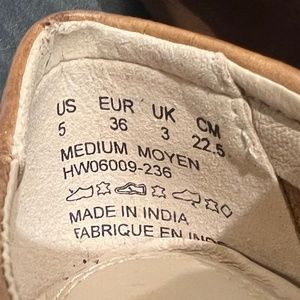 US EUR UK CM
5 36 3 22.5
MEDIUM MOYEN
HW06009-236
MADE IN INDIA
FABRIQUE EN